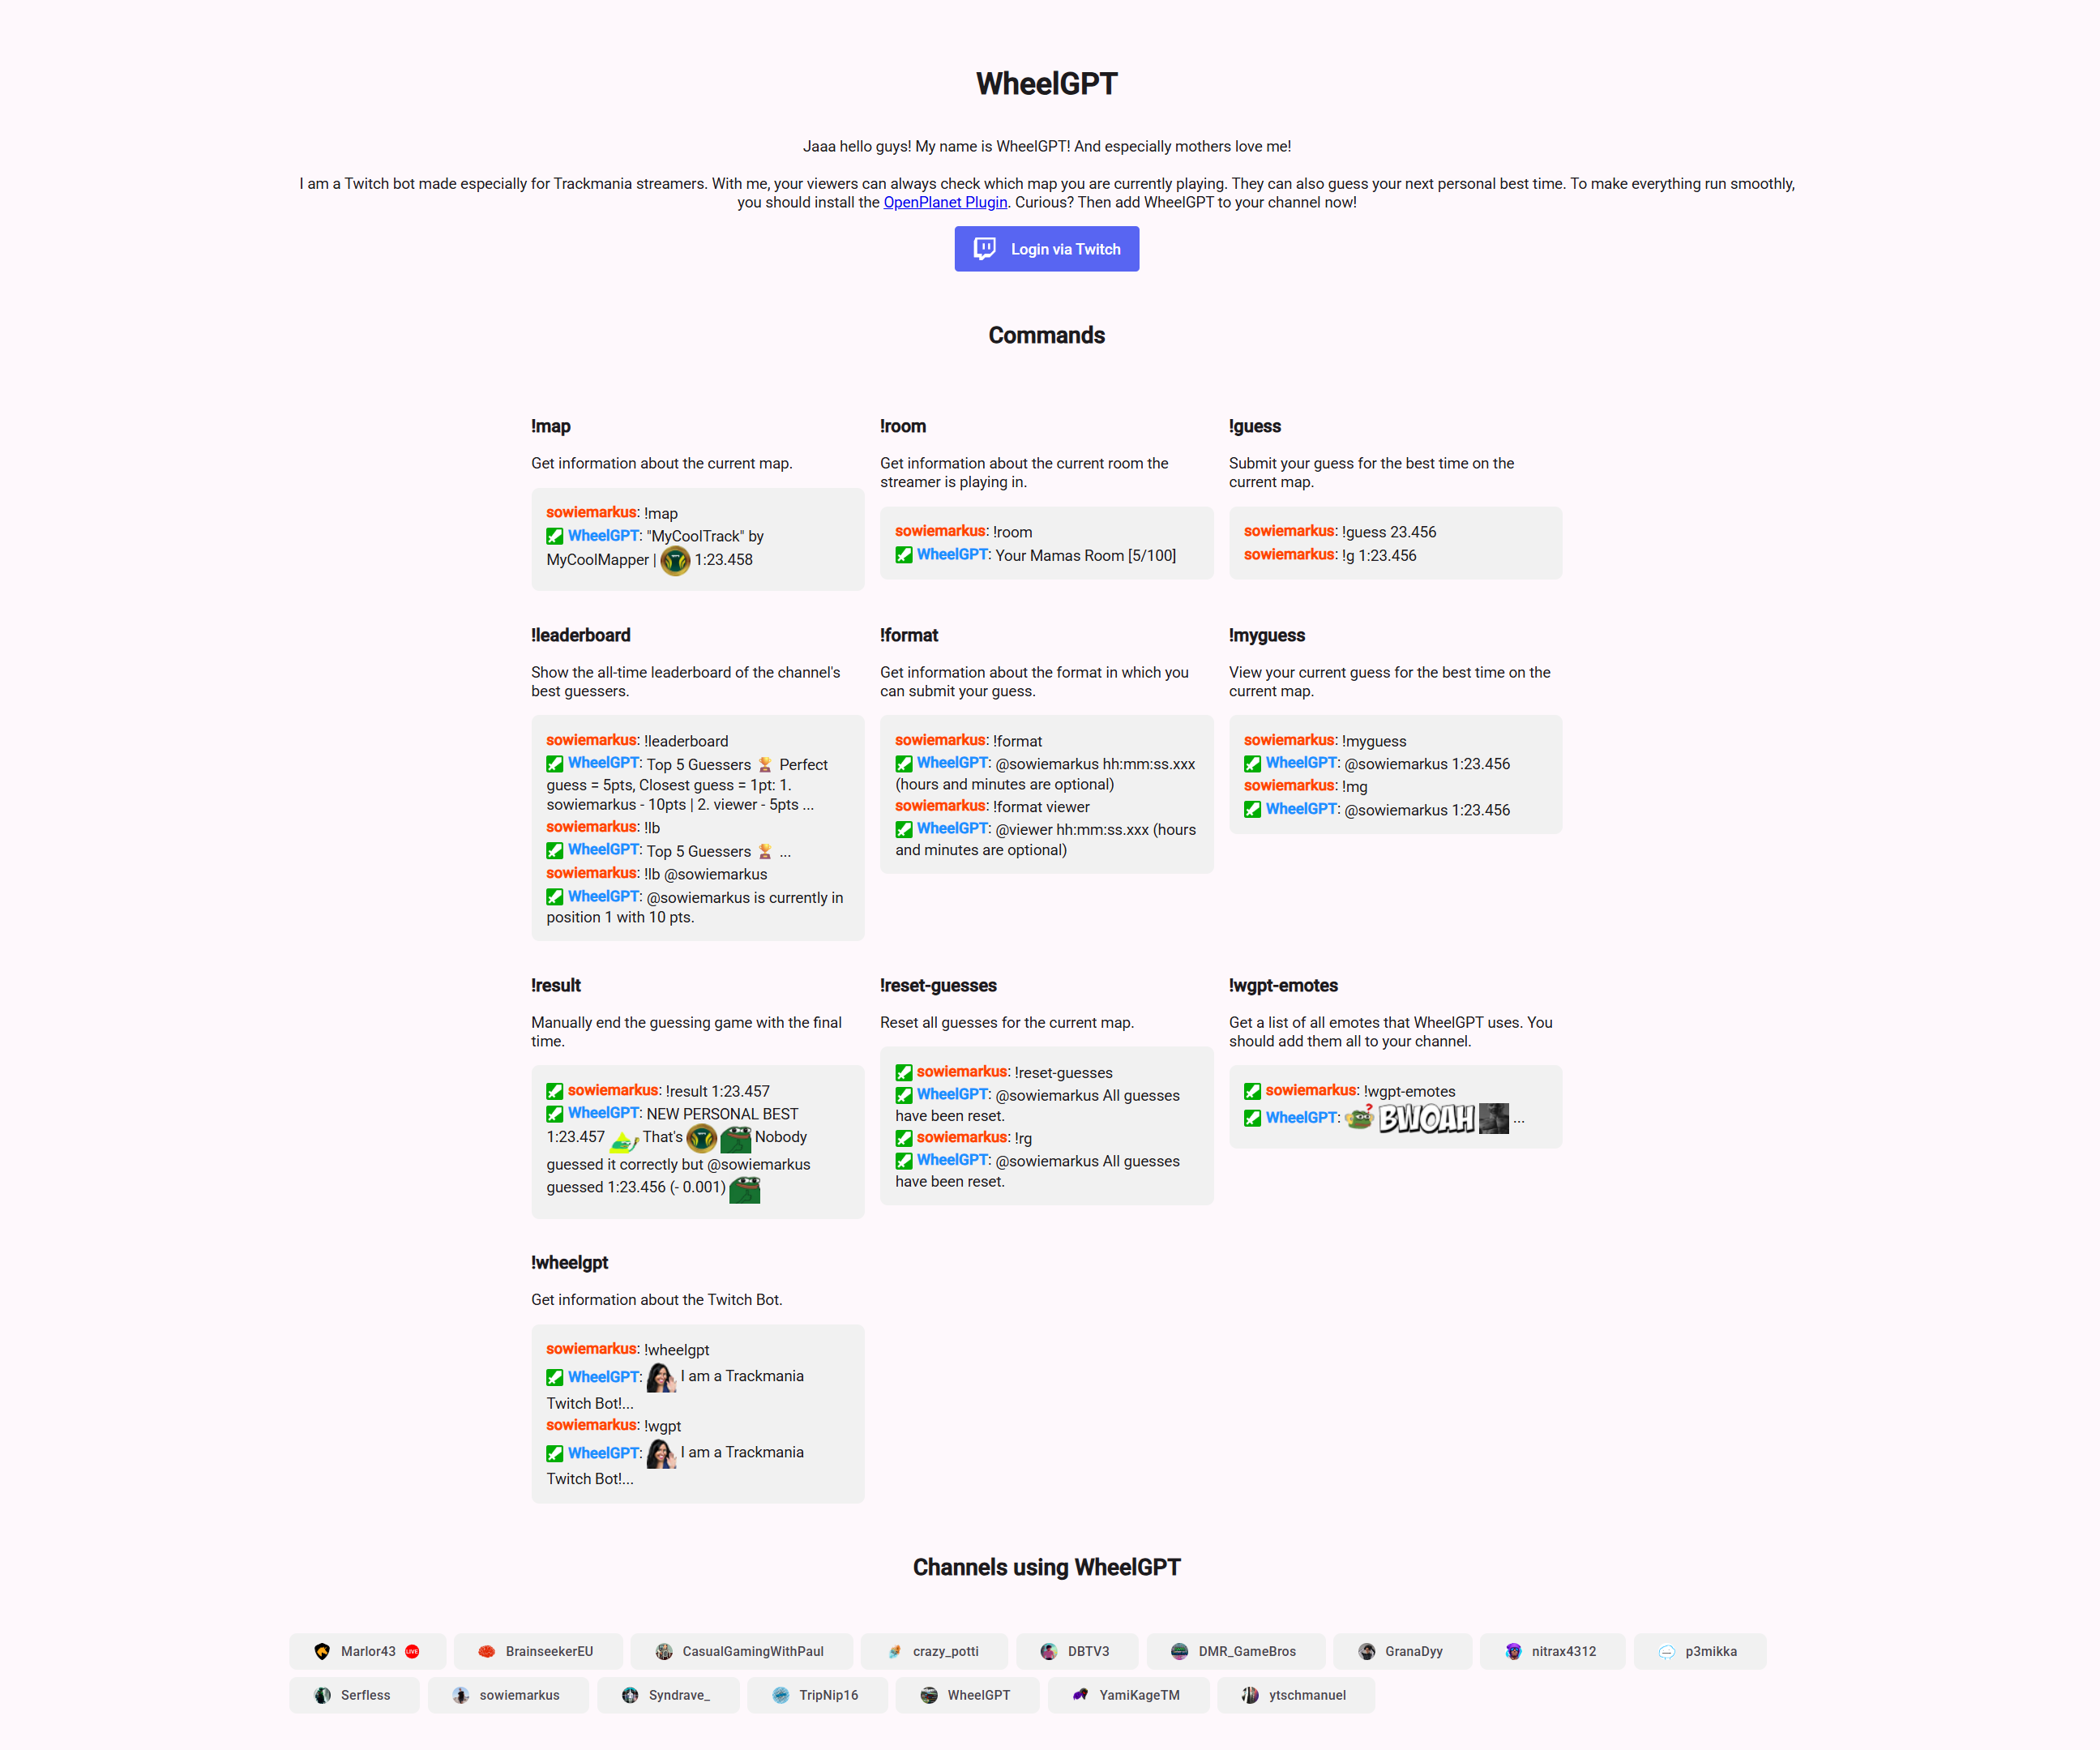 WheelGPT
Jaaa hello guys! My name is WheelGPT! And especially mothers love me!
I am a Twitch bot made especially for Trackmania streamers. With me, your viewers can always check which map you are currently playing. They can also guess your next personal best time. To make everything run smoothly,
you should install the OpenPlanet Plugin. Curious? Then add WheelGPT to your channel now!
Login via Twitch
Commands
!map
Get information about the current map.
sowiemarkus: !map
WheelGPT: "MyCoolTrack" by
MyCoolMapper | 1:23.458
!room
Get information about the current room the
streamer is playing in.
sowiemarkus: !room
WheelGPT: Your Mamas Room [5/100]
!guess
Submit your guess for the best time on the
current map.
sowiemarkus: !guess 23.456
sowiemarkus: !g 1:23.456
!leaderboard
Show the all-time leaderboard of the channel's
best guessers.
sowiemarkus: !leaderboard
WheelGPT: Top 5 Guessers 🏆 Perfect
guess = 5pts, Closest guess = 1pt: 1.
sowiemarkus - 10pts | 2. viewer - 5pts ...
sowiemarkus: !lb
WheelGPT: Top 5 Guessers 🏆 ...
sowiemarkus: !lb @sowiemarkus
WheelGPT: @sowiemarkus is currently in
position 1 with 10 pts.
!format
Get information about the format in which you
can submit your guess.
sowiemarkus: !format
WheelGPT: @sowiemarkus hh:mm:ss.xxx
(hours and minutes are optional)
sowiemarkus: !format viewer
WheelGPT: @viewer hh:mm:ss.xxx (hours
and minutes are optional)
!myguess
View your current guess for the best time on the
current map.
sowiemarkus: !myguess
WheelGPT: @sowiemarkus 1:23.456
sowiemarkus: !mg
WheelGPT: @sowiemarkus 1:23.456
!result
Manually end the guessing game with the final
time.
sowiemarkus: !result 1:23.457
WheelGPT: NEW PERSONAL BEST
1:23.457 That's Nobody
guessed it correctly but @sowiemarkus
guessed 1:23.456 (- 0.001)
!reset-guesses
Reset all guesses for the current map.
sowiemarkus: !reset-guesses
WheelGPT: @sowiemarkus All guesses
have been reset.
sowiemarkus: !rg
WheelGPT: @sowiemarkus All guesses
have been reset.
!wgpt-emotes
Get a list of all emotes that WheelGPT uses. You
should add them all to your channel.
sowiemarkus: !wgpt-emotes
WheelGPT: BWOAH ...
!wheelgpt
Get information about the Twitch Bot.
sowiemarkus: !wheelgpt
WheelGPT: I am a Trackmania
Twitch Bot!...
sowiemarkus: !wgpt
WheelGPT: I am a Trackmania
Twitch Bot!...
Channels using WheelGPT
Marlor43 LIVE BrainseekerEU CasualGamingWithPaul crazy_potti DBTV3 DMR_GameBros GranaDyy nitrax4312 p3mikka
Serfless sowiemarkus Syndrave_ TripNip16 WheelGPT YamiKageTM ytschmanuel